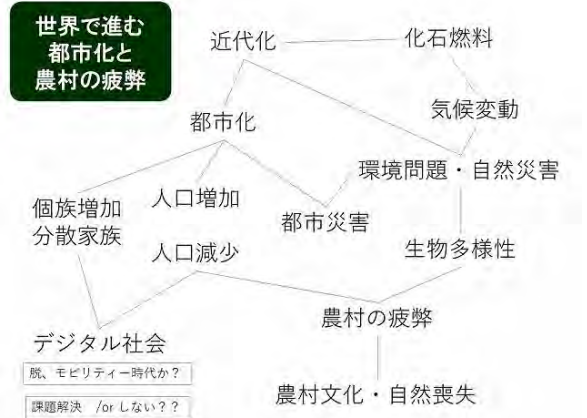 世界で進む
都市化と
農村の疲弊
近代化
化石燃料
気候変動
都市化
環境問題・自然災害
個族増加
分散家族
人口増加
都市災害
人口減少
生物多様性
農村の疲弊
デジタル社会
脱、モビリティー時代か？
課題解決　/or しない？？
農村文化・自然喪失